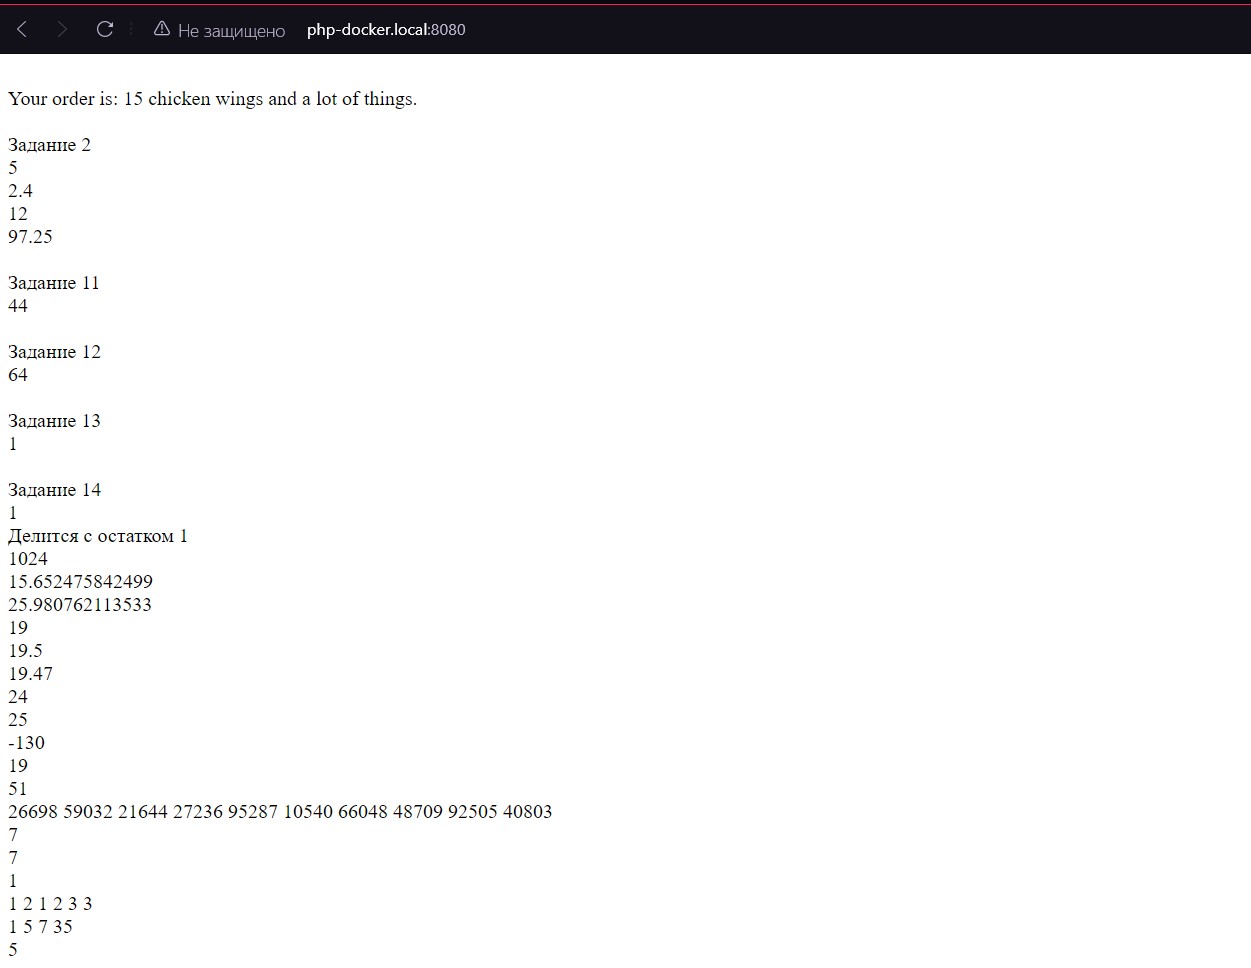 Не защищено php-docker.local:8080
Your order is: 15 chicken wings and a lot of things.
Задание 2
5
2.4
12
97.25
Задание 11
44
Задание 12
64
Задание 13
1
Задание 14
1
Делится с остатком 1
1024
15.652475842499
25.980762113533
19
19.5
19.47
24
25
-130
19
51
26698 59032 21644 27236 95287 10540 66048 48709 92505 40803
7
7
1
1 2 1 2 3 3
1 5 7 35
5